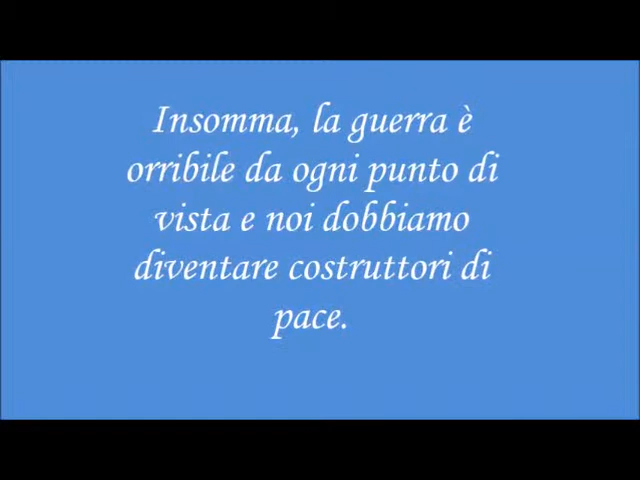 Insomma, la guerra è
orribile da ogni punto di
vista e noi dobbiamo
diventare costruttori di
pace.